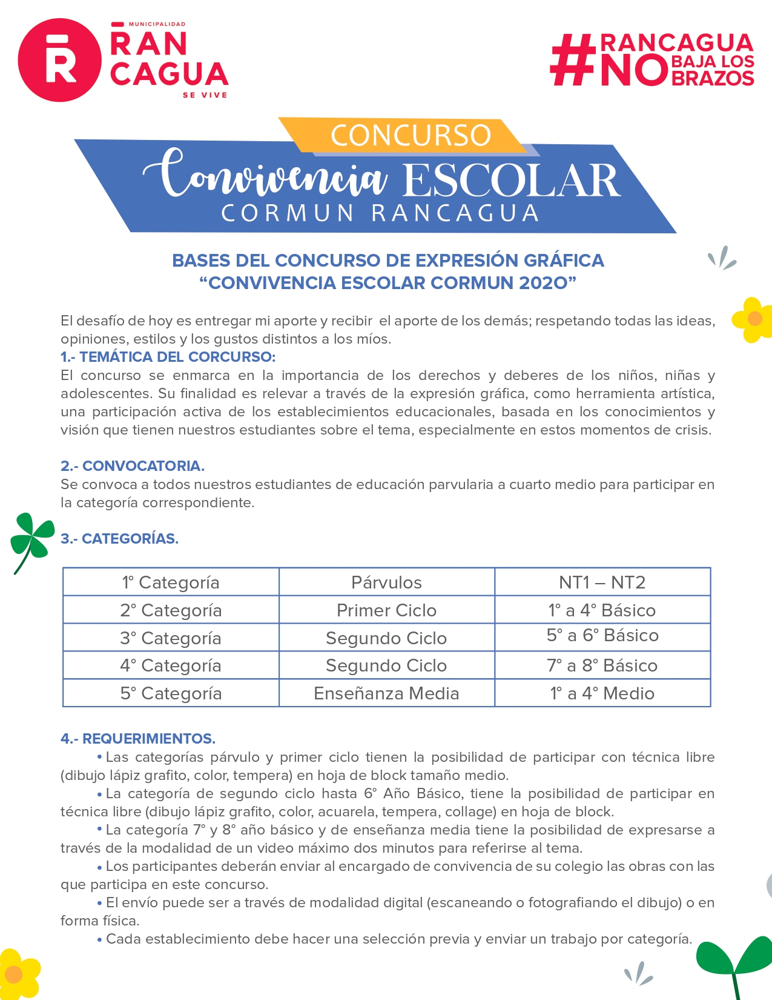 MUNICIPALIDAD
RAN
CAGUA
SE VIVE
R
#RANCAGUA
NO BAJA LOS
BRAZOS
CONCURSO
Convivencia ESCOLAR
CORMUN RANCAGUA
BASES DEL CONCURSO DE EXPRESIÓN GRÁFICA
“CONVIVENCIA ESCOLAR CORMUN 202O”
El desafío de hoy es entregar mi aporte y recibir  el aporte de los demás; respetando todas las ideas,
opiniones, estilos y los gustos distintos a los míos.
1.- TEMÁTICA DEL CORCURSO:
El concurso se enmarca en la importancia de los derechos y deberes de los niños, niñas y
adolescentes. Su finalidad es relevar a través de la expresión gráfica, como herramienta artística,
una participación activa de los establecimientos educacionales, basada en los conocimientos y
visión que tienen nuestros estudiantes sobre el tema, especialmente en estos momentos de crisis.
2.- CONVOCATORIA.
Se convoca a todos nuestros estudiantes de educación parvularia a cuarto medio para participar en
la categoría correspondiente.
3.- CATEGORÍAS.
1° Categoría Párvulos NT1 – NT2
2° Categoría Primer Ciclo 1° a 4° Básico
3° Categoría Segundo Ciclo 5° a 6° Básico
4° Categoría Segundo Ciclo 7° a 8° Básico
5° Categoría Enseñanza Media 1° a 4° Medio
4.- REQUERIMIENTOS.
• Las categorías párvulo y primer ciclo tienen la posibilidad de participar con técnica libre
(dibujo lápiz grafito, color, tempera) en hoja de block tamaño medio.
• La categoría de segundo ciclo hasta 6° Año Básico, tiene la posibilidad de participar en
técnica libre (dibujo lápiz grafito, color, acuarela, tempera, collage) en hoja de block.
• La categoría 7° y 8° año básico y de enseñanza media tiene la posibilidad de expresarse a
través de la modalidad de un video máximo dos minutos para referirse al tema.
• Los participantes deberán enviar al encargado de convivencia de su colegio las obras con las
que participa en este concurso.
• El envío puede ser a través de modalidad digital (escaneando o fotografiando el dibujo) o en
forma física.
• Cada establecimiento debe hacer una selección previa y enviar un trabajo por categoría.